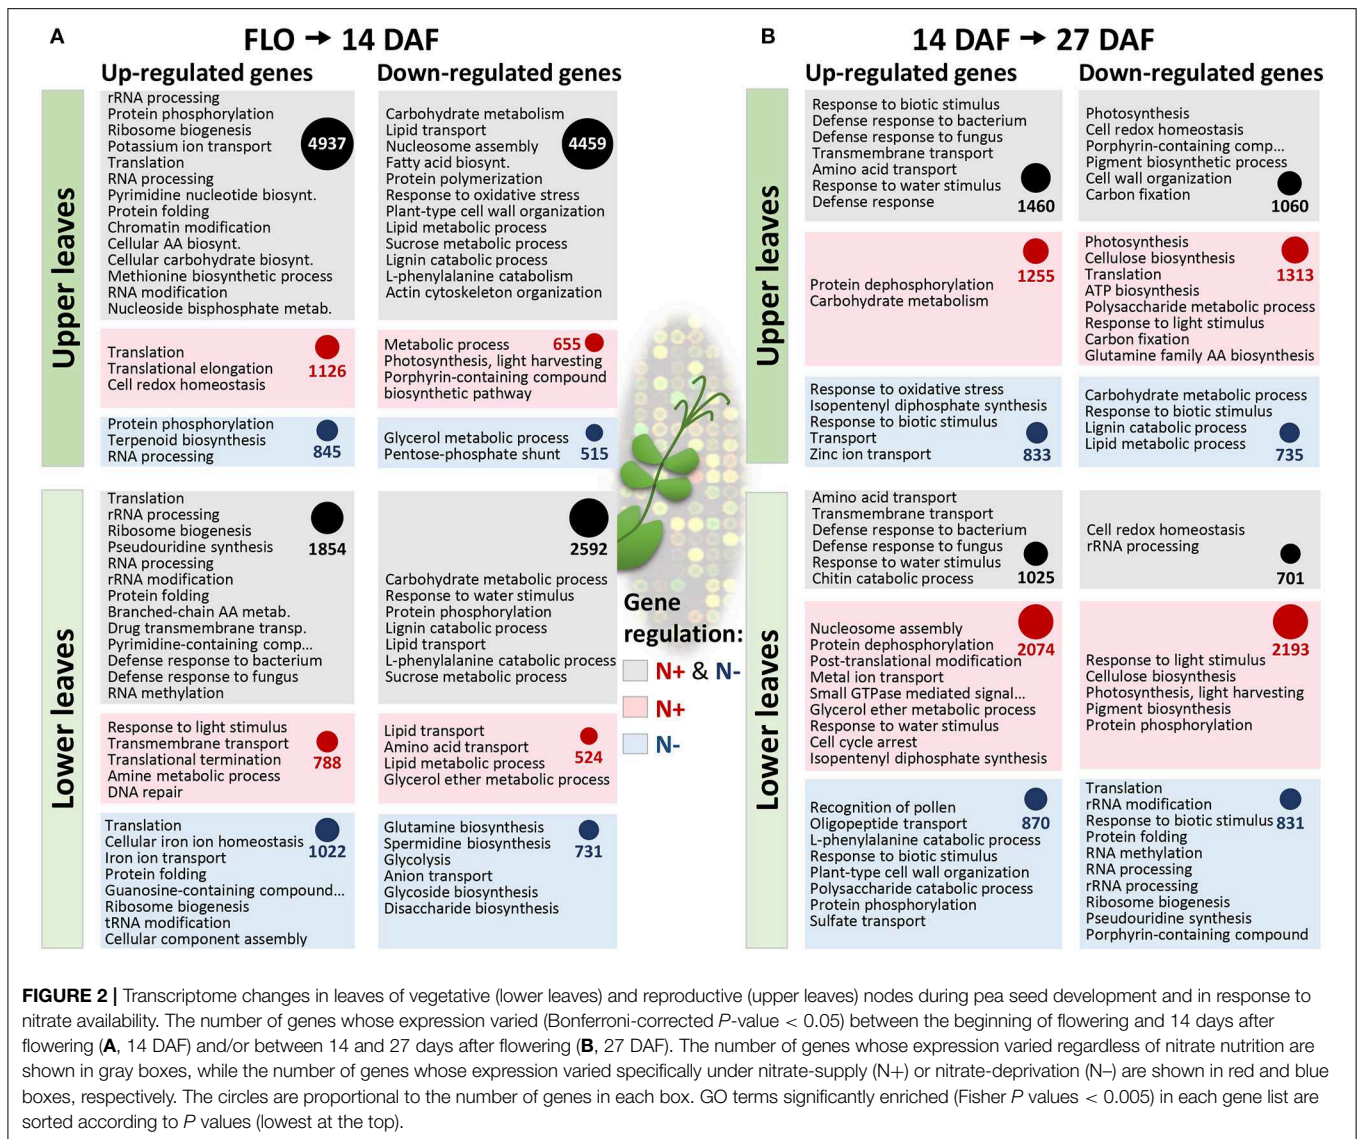 A
FLO → 14 DAF
Up-regulated genes
Down-regulated genes
Upper leaves
rRNA processing
Protein phosphorylation
Ribosome biogenesis
Potassium ion transport
Translation
RNA processing
Pyrimidine nucleotide biosynt.
Protein folding
Chromatin modification
Cellular AA biosynt.
Cellular carbohydrate biosynt.
Methionine biosynthetic process
RNA modification
Nucleoside bisphosphate metab.
4937
Carbohydrate metabolism
Lipid transport
Nucleosome assembly
Fatty acid biosynt.
Protein polymerization
Response to oxidative stress
Plant-type cell wall organization
Lipid metabolic process
Sucrose metabolic process
Lignin catabolic process
L-phenylalanine catabolism
Actin cytoskeleton organization
4459
Translation
Translational elongation
Cell redox homeostasis
1126
Metabolic process
Photosynthesis, light harvesting
Porphyrin-containing compound
biosynthetic pathway
655
Protein phosphorylation
Terpenoid biosynthesis
RNA processing
845
Glycerol metabolic process
Pentose-phosphate shunt
515
Lower leaves
Translation
rRNA processing
Ribosome biogenesis
Pseudouridine synthesis
RNA processing
rRNA modification
Protein folding
Branched-chain AA metab.
Drug transmembrane transp.
Pyrimidine-containing comp...
Defense response to bacterium
Defense response to fungus
RNA methylation
1854
2592
Carbohydrate metabolic process
Response to water stimulus
Protein phosphorylation
Lignin catabolic process
Lipid transport
L-phenylalanine catabolic process
Sucrose metabolic process
Response to light stimulus
Transmembrane transport
Translational termination
Amine metabolic process
DNA repair
788
Lipid transport
Amino acid transport
Lipid metabolic process
Glycerol ether metabolic process
524
Translation
Cellular iron ion homeostasis
Iron ion transport
Protein folding
Guanosine-containing compound...
Ribosome biogenesis
tRNA modification
Cellular component assembly
1022
Glutamine biosynthesis
Spermidine biosynthesis
Glycolysis
Anion transport
Glycoside biosynthesis
Disaccharide biosynthesis
731
Gene
regulation:
N+ & N-
N+
N-
B
14 DAF → 27 DAF
Up-regulated genes
Down-regulated genes
Upper leaves
Response to biotic stimulus
Defense response to bacterium
Defense response to fungus
Transmembrane transport
Amino acid transport
Response to water stimulus
Defense response
1460
Photosynthesis
Cell redox homeostasis
Porphyrin-containing comp...
Pigment biosynthetic process
Cell wall organization
Carbon fixation
1060
Protein dephosphorylation
Carbohydrate metabolism
1255
Photosynthesis
Cellulose biosynthesis
Translation
ATP biosynthesis
Polysaccharide metabolic process
Response to light stimulus
Carbon fixation
Glutamine family AA biosynthesis
1313
Response to oxidative stress
Isopentenyl diphosphate synthesis
Response to biotic stimulus
Transport
Zinc ion transport
833
Carbohydrate metabolic process
Response to biotic stimulus
Lignin catabolic process
Lipid metabolic process
735
Lower leaves
Amino acid transport
Transmembrane transport
Defense response to bacterium
Defense response to fungus
Response to water stimulus
Chitin catabolic process
1025
Cell redox homeostasis
rRNA processing
701
Nucleosome assembly
Protein dephosphorylation
Post-translational modification
Metal ion transport
Small GTPase mediated signal...
Glycerol ether metabolic process
Response to water stimulus
Cell cycle arrest
Isopentenyl diphosphate synthesis
2074
Response to light stimulus
Cellulose biosynthesis
Photosynthesis, light harvesting
Pigment biosynthesis
Protein phosphorylation
2193
Recognition of pollen
Oligopeptide transport
L-phenylalanine catabolic process
Response to biotic stimulus
Plant-type cell wall organization
Polysaccharide catabolic process
Protein phosphorylation
Sulfate transport
870
Translation
rRNA modification
Response to biotic stimulus
Protein folding
RNA methylation
RNA processing
rRNA processing
Ribosome biogenesis
Pseudouridine synthesis
Porphyrin-containing compound
831
FIGURE 2 | Transcriptome changes in leaves of vegetative (lower leaves) and reproductive (upper leaves) nodes during pea seed development and in response to
nitrate availability. The number of genes whose expression varied (Bonferroni-corrected P-value < 0.05) between the beginning of flowering and 14 days after
flowering (A, 14 DAF) and/or between 14 and 27 days after flowering (B, 27 DAF). The number of genes whose expression varied regardless of nitrate nutrition are
shown in gray boxes, while the number of genes whose expression varied specifically under nitrate-supply (N+) or nitrate-deprivation (N–) are shown in red and blue
boxes, respectively. The circles are proportional to the number of genes in each box. GO terms significantly enriched (Fisher P values < 0.005) in each gene list are
sorted according to P values (lowest at the top).